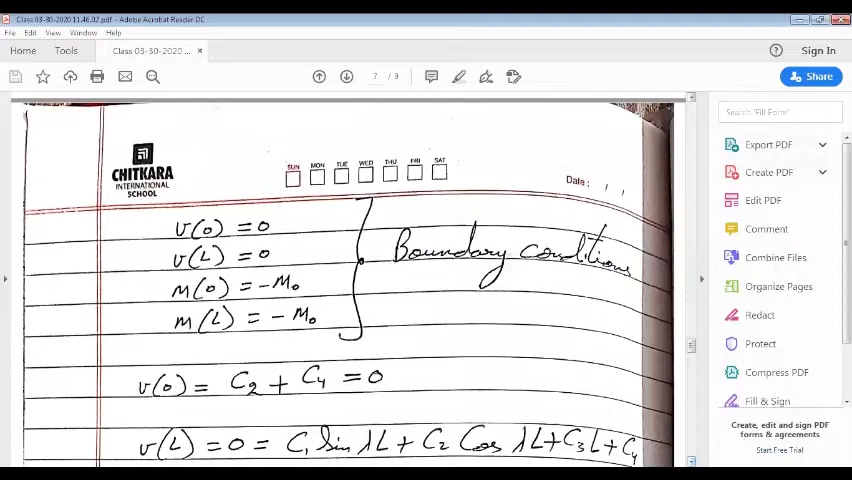 Class 03-30-2020 11.46.02.pdf - Adobe Acrobat Reader DC
File Edit View Window Help
Home Tools Class 03-30-2020 ... × Sign In
7 / 9 Share
CHITKARA
INTERNATIONAL
SCHOOL
SUN MON TUE WED THU FRI SAT
Date : / /
v(0) = 0
v(L) = 0
m(0) = -M₀
m(L) = - M₀
Boundary conditions
v(0) = C₂ + C₄ = 0
v(L) = 0 = C₁ sin λL + C₂ Cos λL + C₃ L + C₄
Search 'Fill Form'...
Export PDF
Create PDF
Edit PDF
Comment
Combine Files
Organize Pages
Redact
Protect
Compress PDF
Fill & Sign
Create, edit and sign PDF
forms & agreements
Start Free Trial